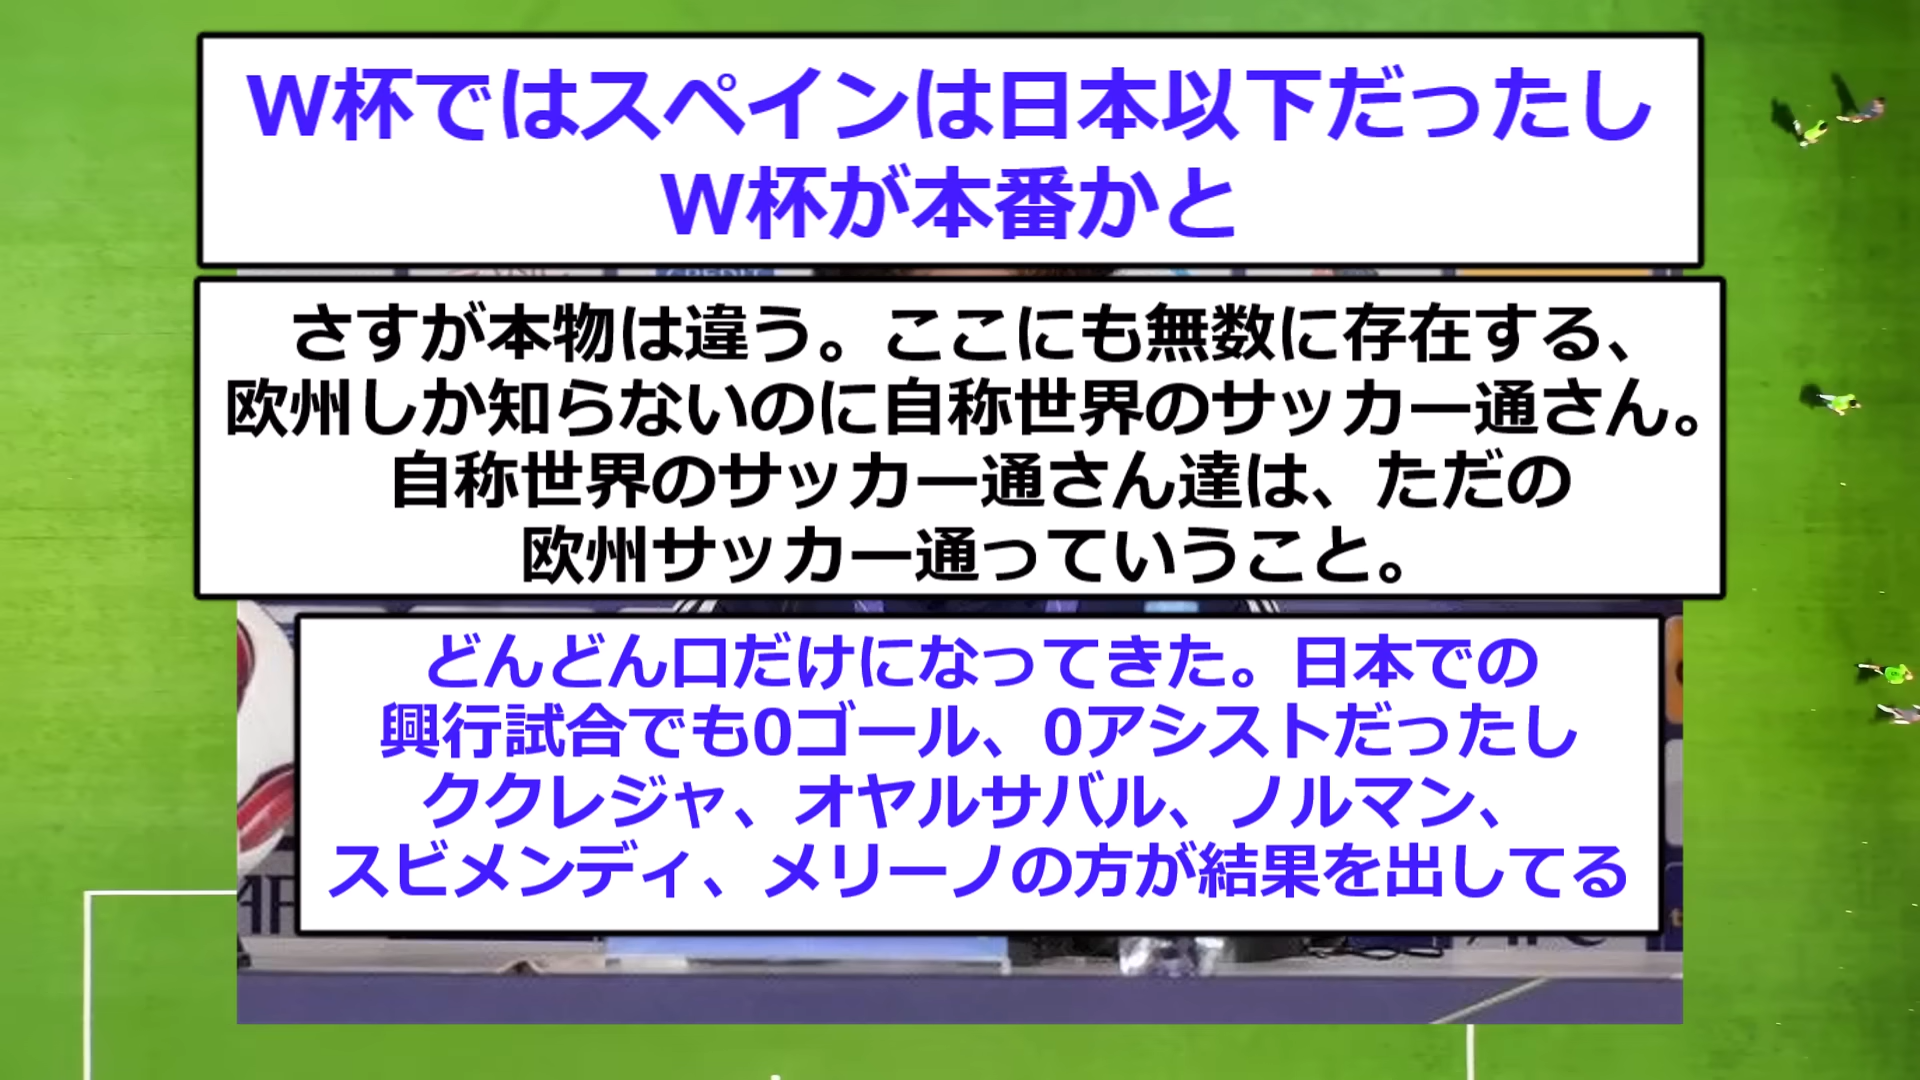 W杯ではスペインは日本以下だったし
W杯が本番かと
さすが本物は違う。ここにも無数に存在する、
欧州しか知らないのに自称世界のサッカー通さん。
自称世界のサッカー通さん達は、ただの
欧州サッカー通っていうこと。
どんどん口だけになってきた。日本での
興行試合でも0ゴール、0アシストだったし
ククレジャ、オヤルサバル、ノルマン、
スビメンディ、メリーノの方が結果を出してる